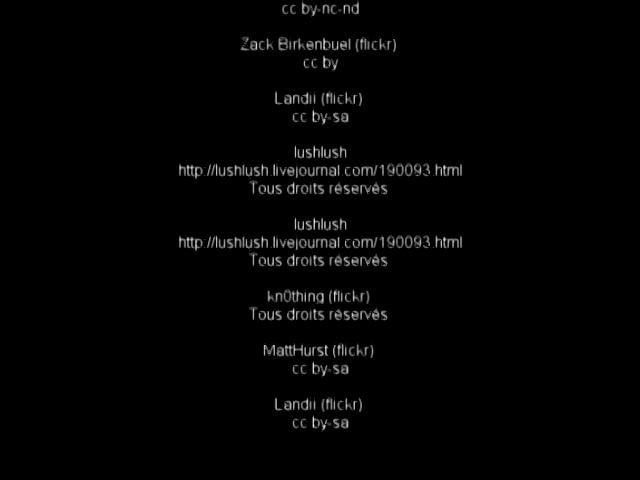 cc by-nc-nd
Zack Birkenbuel (flickr)
cc by
Landii (flickr)
cc by-sa
lushlush
http://lushlush.livejournal.com/190093.html
Tous droits réservés
lushlush
http://lushlush.livejournal.com/190093.html
Tous droits réservés
kn0thing (flickr)
Tous droits réservés
MattHurst (flickr)
cc by-sa
Landii (flickr)
cc by-sa